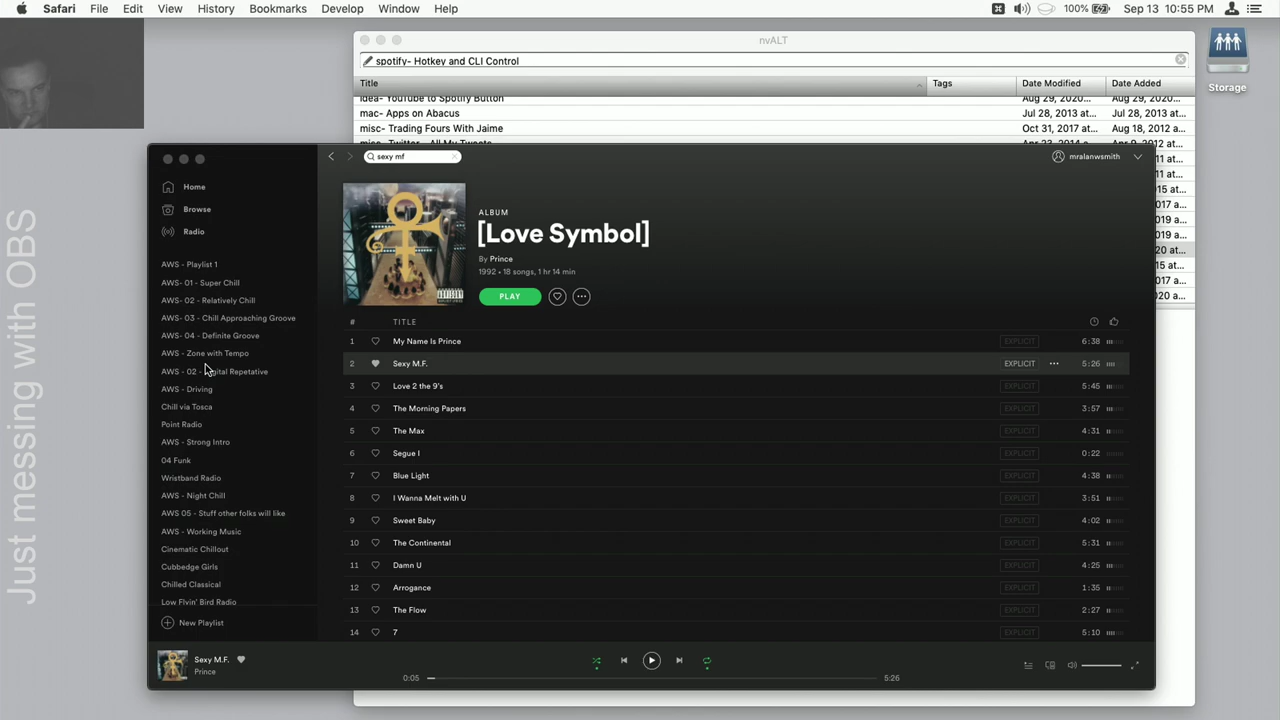 Safari File Edit View History Bookmarks Develop Window Help
100% Sep 13 10:55 PM
nvALT
spotify- Hotkey and CLI Control
Title Tags Date Modified Date Added
idea- YouTube to Spotify Button Aug 29, 2020... Aug 29, 2020...
mac- Apps on Abacus Jul 28, 2013 at... Jul 28, 2013 at...
misc- Trading Fours With Jaime Oct 31, 2017 at... Aug 18, 2012 a...
Storage
Just messing with OBS
sexy mf
mralanwsmith
Home
Browse
Radio
AWS - Playlist 1
AWS - 01 - Super Chill
AWS- 02 - Relatively Chill
AWS- 03 - Chill Approaching Groove
AWS- 04 - Definite Groove
AWS - Zone with Tempo
AWS - 02 - Repetative
AWS - Driving
Chill via Tosca
Point Radio
AWS - Strong Intro
04 Funk
Wristband Radio
AWS - Night Chill
AWS 05 - Stuff other folks will like
AWS - Working Music
Cinematic Chillout
Cubbedge Girls
Chilled Classical
Low Flyin' Bird Radio
New Playlist
ALBUM
[Love Symbol]
By Prince
1992 • 18 songs, 1 hr 14 min
PLAY
# TITLE
1 My Name Is Prince EXPLICIT 6:38
2 Sexy M.F. EXPLICIT 5:26
3 Love 2 the 9's EXPLICIT 5:45
4 The Morning Papers EXPLICIT 3:57
5 The Max EXPLICIT 4:31
6 Segue I EXPLICIT 0:22
7 Blue Light EXPLICIT 4:38
8 I Wanna Melt with U EXPLICIT 3:51
9 Sweet Baby EXPLICIT 4:02
10 The Continental EXPLICIT 5:31
11 Damn U EXPLICIT 4:25
12 Arrogance EXPLICIT 1:35
13 The Flow EXPLICIT 2:27
14 7 EXPLICIT 5:10
Sexy M.F.
Prince
0:05 5:26